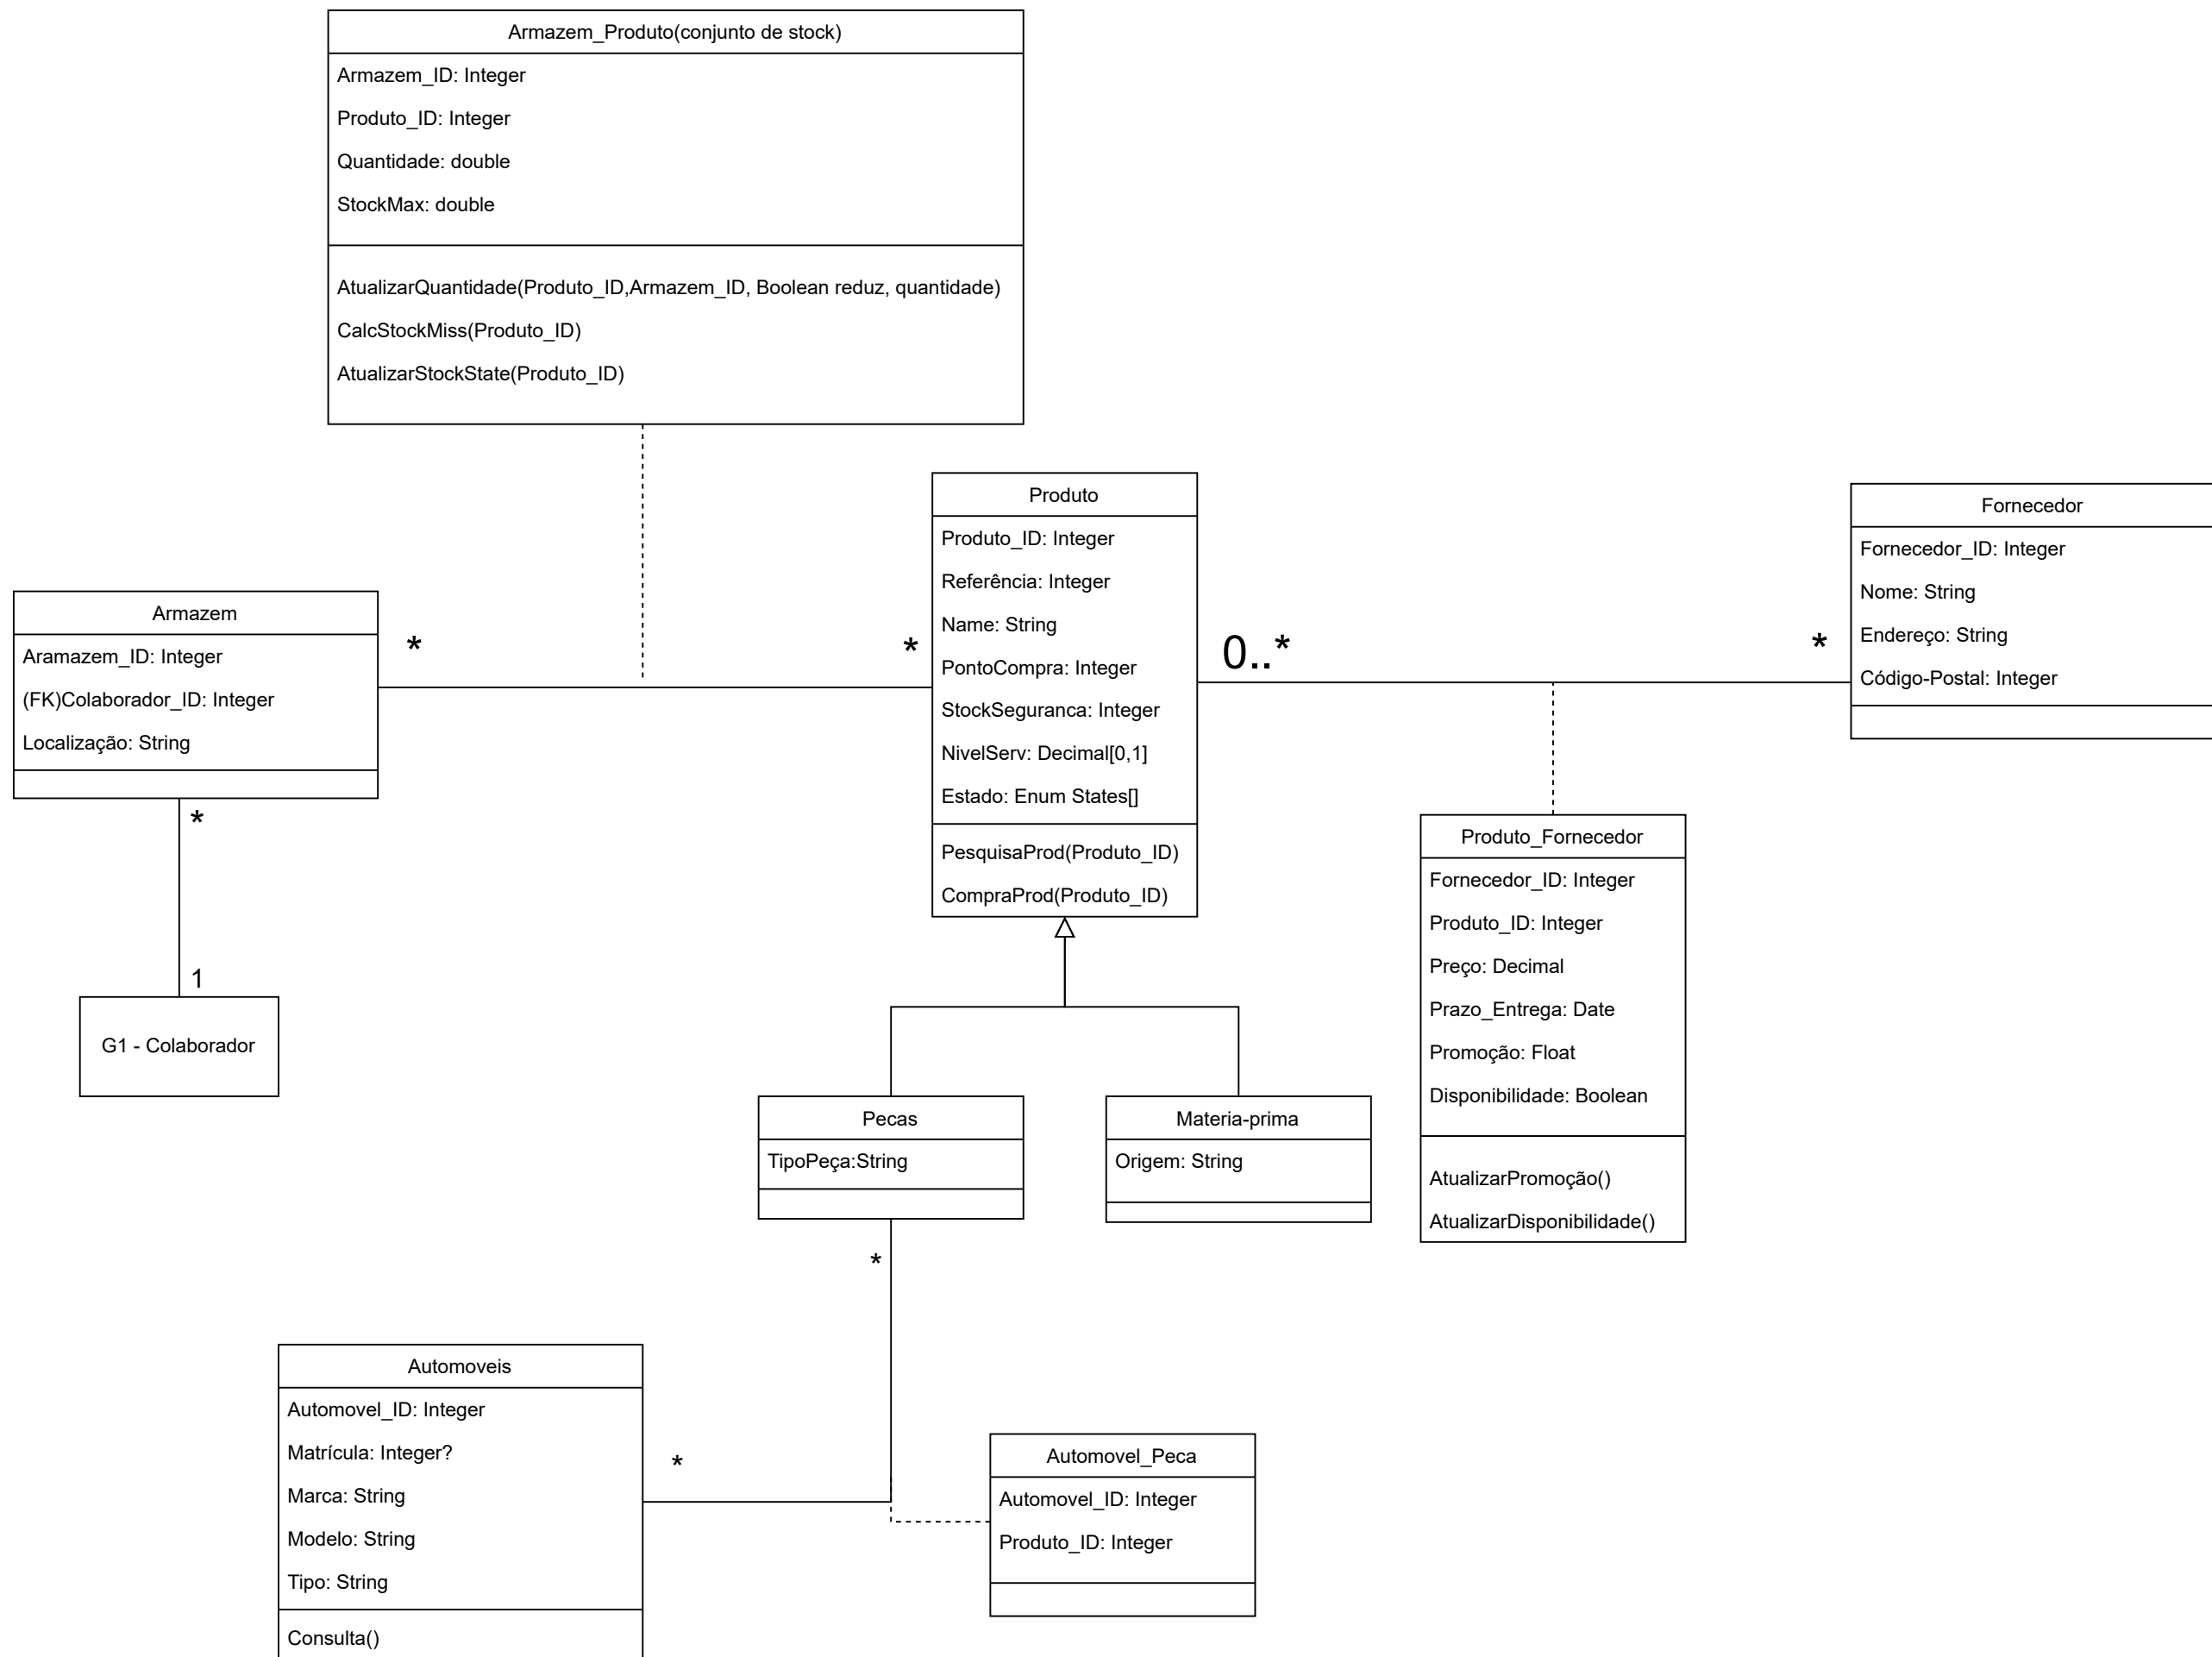 Armazem_Produto(conjunto de stock)
Armazem_ID: Integer
Produto_ID: Integer
Quantidade: double
StockMax: double
AtualizarQuantidade(Produto_ID,Armazem_ID, Boolean reduz, quantidade)
CalcStockMiss(Produto_ID)
AtualizarStockState(Produto_ID)
Armazem
Aramazem_ID: Integer
(FK)Colaborador_ID: Integer
Localização: String
*
*
Produto
Produto_ID: Integer
Referência: Integer
Name: String
PontoCompra: Integer
StockSeguranca: Integer
NivelServ: Decimal[0,1]
Estado: Enum States[]
PesquisaProd(Produto_ID)
CompraProd(Produto_ID)
0..*
*
Fornecedor
Fornecedor_ID: Integer
Nome: String
Endereço: String
Código-Postal: Integer
*
1
G1 - Colaborador
Produto_Fornecedor
Fornecedor_ID: Integer
Produto_ID: Integer
Preço: Decimal
Prazo_Entrega: Date
Promoção: Float
Disponibilidade: Boolean
AtualizarPromoção()
AtualizarDisponibilidade()
Pecas
TipoPeça:String
Materia-prima
Origem: String
*
*
Automoveis
Automovel_ID: Integer
Matrícula: Integer?
Marca: String
Modelo: String
Tipo: String
Consulta()
Automovel_Peca
Automovel_ID: Integer
Produto_ID: Integer